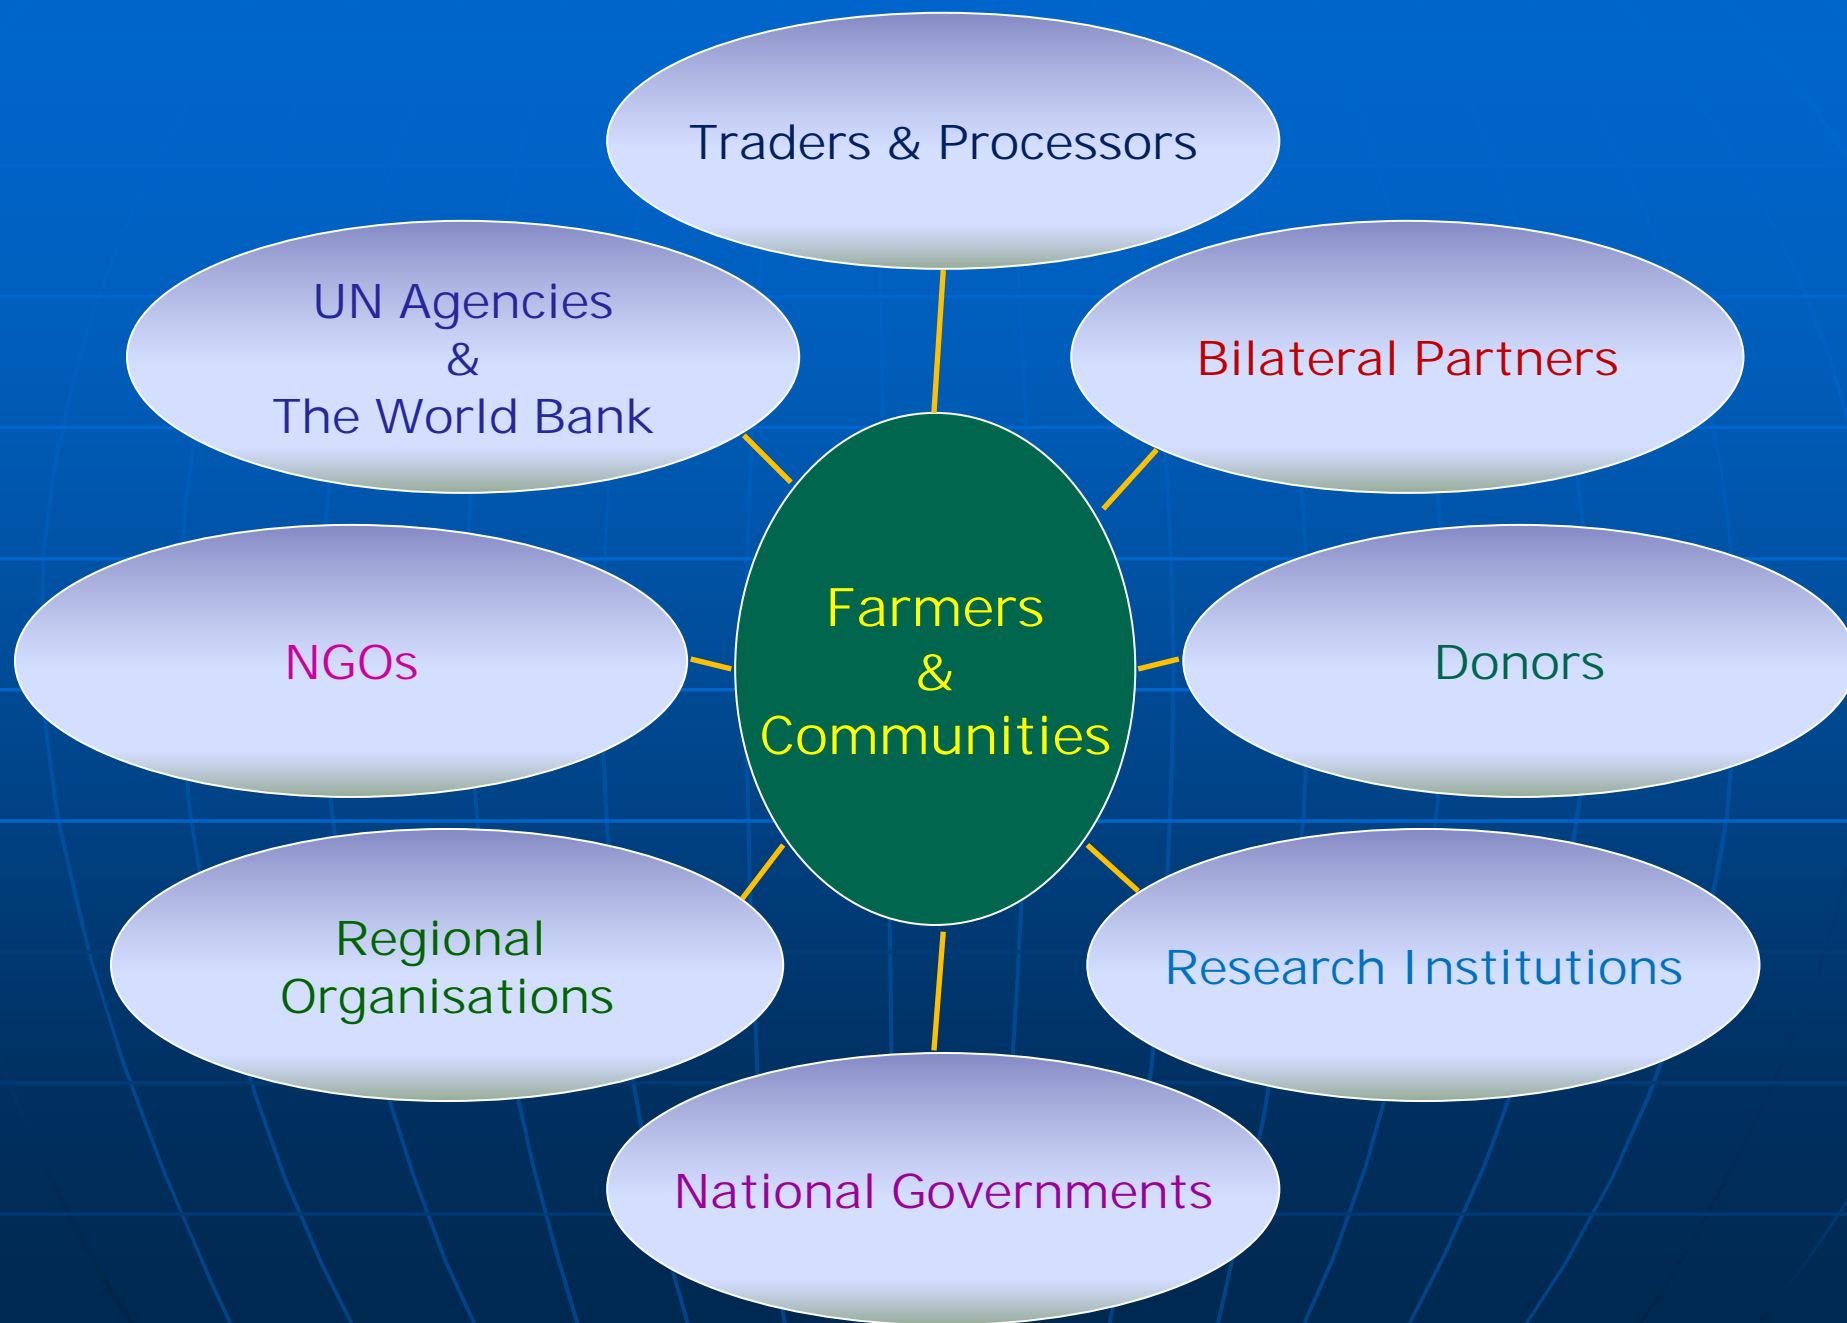 Traders & Processors
UN Agencies
&
The World Bank
Bilateral Partners
Farmers
&
Communities
NGOs
Donors
Regional
Organisations
Research Institutions
National Governments